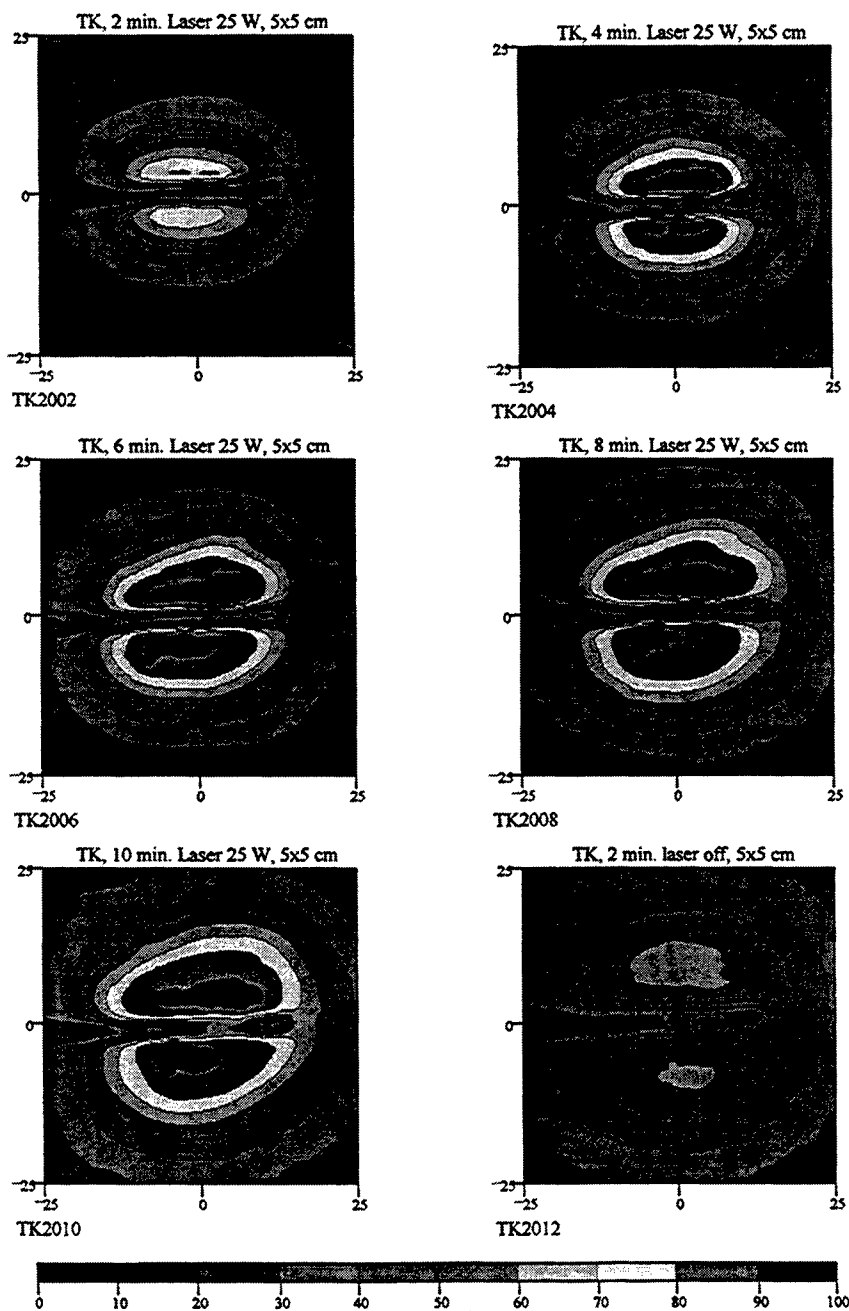 TK, 2 min. Laser 25 W, 5x5 cm
25
0
−25
−25 0 25
TK2002
TK, 4 min. Laser 25 W, 5x5 cm
25
0
−25
−25 0 25
TK2004
TK, 6 min. Laser 25 W, 5x5 cm
25
0
−25
−25 0 25
TK2006
TK, 8 min. Laser 25 W, 5x5 cm
25
0
−25
−25 0 25
TK2008
TK, 10 min. Laser 25 W, 5x5 cm
25
0
−25
−25 0 25
TK2010
TK, 2 min. laser off, 5x5 cm
25
0
−25
−25 0 25
TK2012
0 10 20 30 40 50 60 70 80 90 100